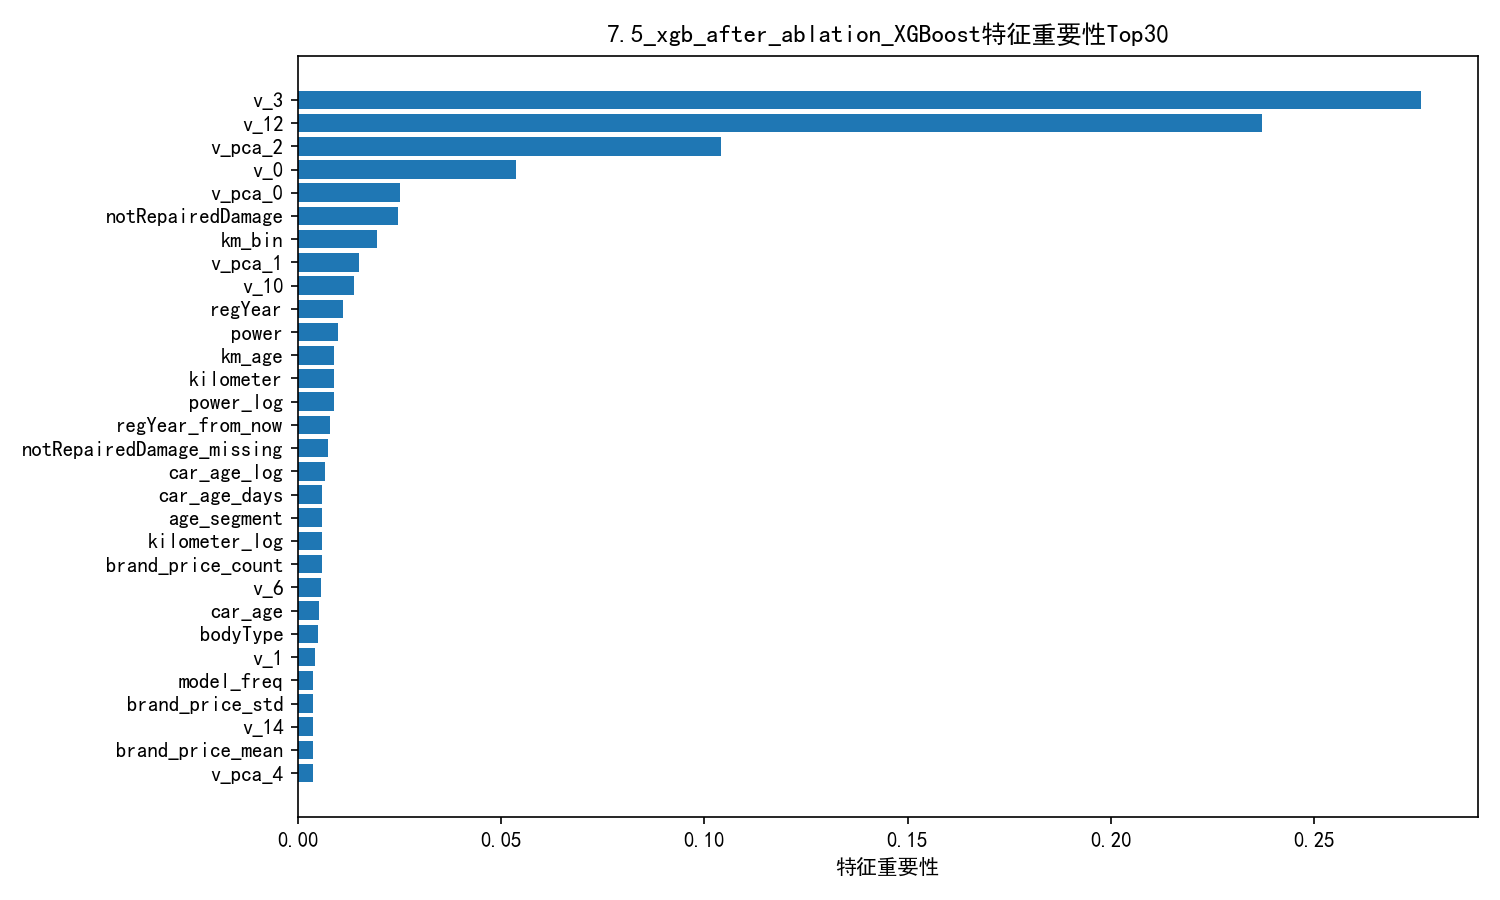 7.5_xgb_after_ablation_XGBoost特征重要性Top30
v_3
v_12
v_pca_2
v_0
v_pca_0
notRepairedDamage
km_bin
v_pca_1
v_10
regYear
power
km_age
kilometer
power_log
regYear_from_now
notRepairedDamage_missing
car_age_log
car_age_days
age_segment
kilometer_log
brand_price_count
v_6
car_age
bodyType
v_1
model_freq
brand_price_std
v_14
brand_price_mean
v_pca_4
0.00 0.05 0.10 0.15 0.20 0.25
特征重要性